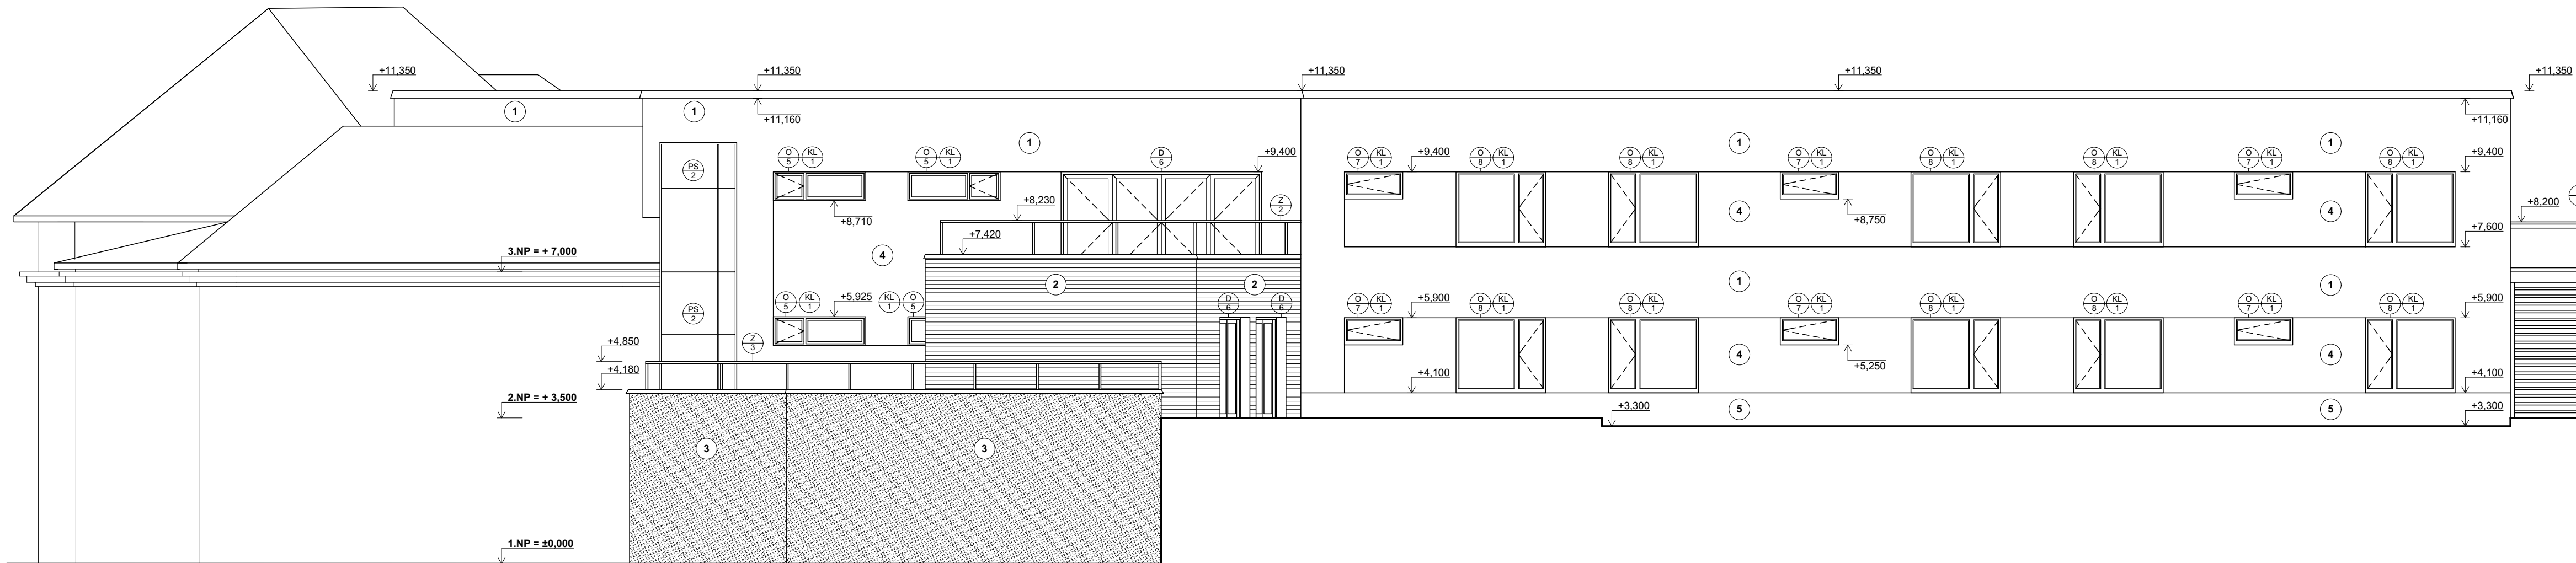 +11,350
+11,350
+11,350
+11,350
+11,350
1
1
+11,160
+11,160
1
1
1
O
5
KL
1
O
5
KL
1
D
6
+9,400
O
7
KL
1
+9,400
O
8
KL
1
O
8
KL
1
O
7
KL
1
O
8
KL
1
O
8
KL
1
O
7
KL
1
O
8
KL
1
+9,400
PS
2
+8,230
Z
2
+8,200
+8,710
+8,750
4
4
+7,420
+7,600
3.NP = + 7,000
4
2
2
1
1
O
5
KL
1
+5,925
KL
1
O
5
D
6
D
6
O
7
KL
1
+5,900
O
8
KL
1
O
8
KL
1
O
7
KL
1
O
8
KL
1
O
8
KL
1
O
7
KL
1
O
8
KL
1
+5,900
PS
2
+4,850
Z
3
4
4
+5,250
+4,180
+4,100
+4,100
2.NP = + 3,500
+3,300
5
5
+3,300
3
3
1.NP = ±0,000